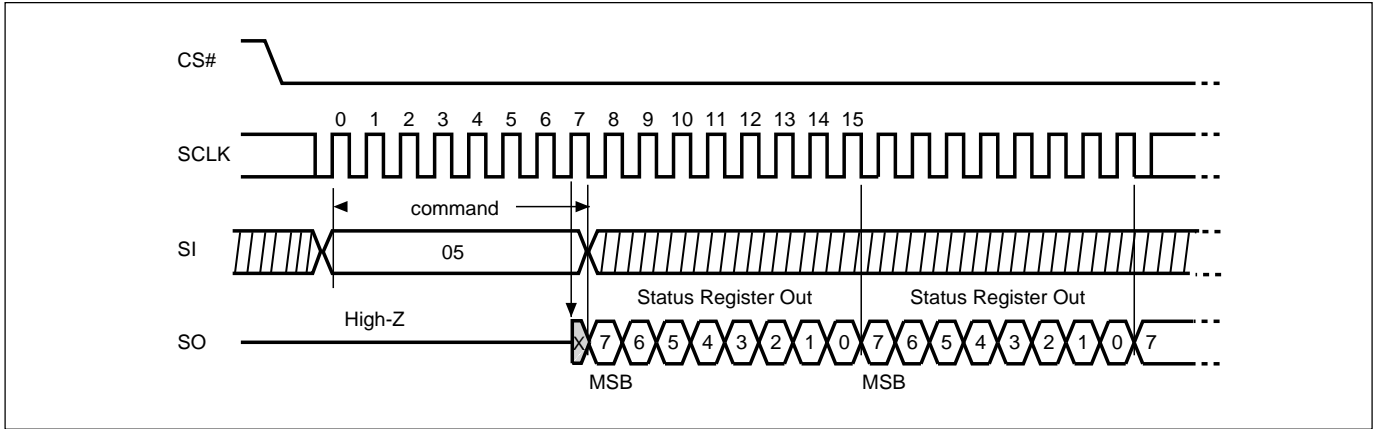 CS#
0 1 2 3 4 5 6 7 8 9 10 11 12 13 14 15
SCLK
command
SI
05
Status Register Out Status Register Out
High-Z
SO
X 7 6 5 4 3 2 1 0 7 6 5 4 3 2 1 0 7
MSB MSB